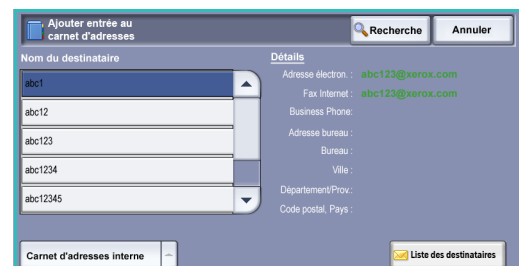 Ajouter entrée au
carnet d'adresses
Recherche
Annuler
Nom du destinataire
abc1
abc12
abc123
abc1234
abc12345
Détails
Adresse électron. : abc123@xerox.com
Fax Internet : abc123@xerox.com
Business Phone:
Adresse bureau :
Bureau :
Ville :
Département/Prov.:
Code postal, Pays :
Carnet d'adresses interne
Liste des destinataires